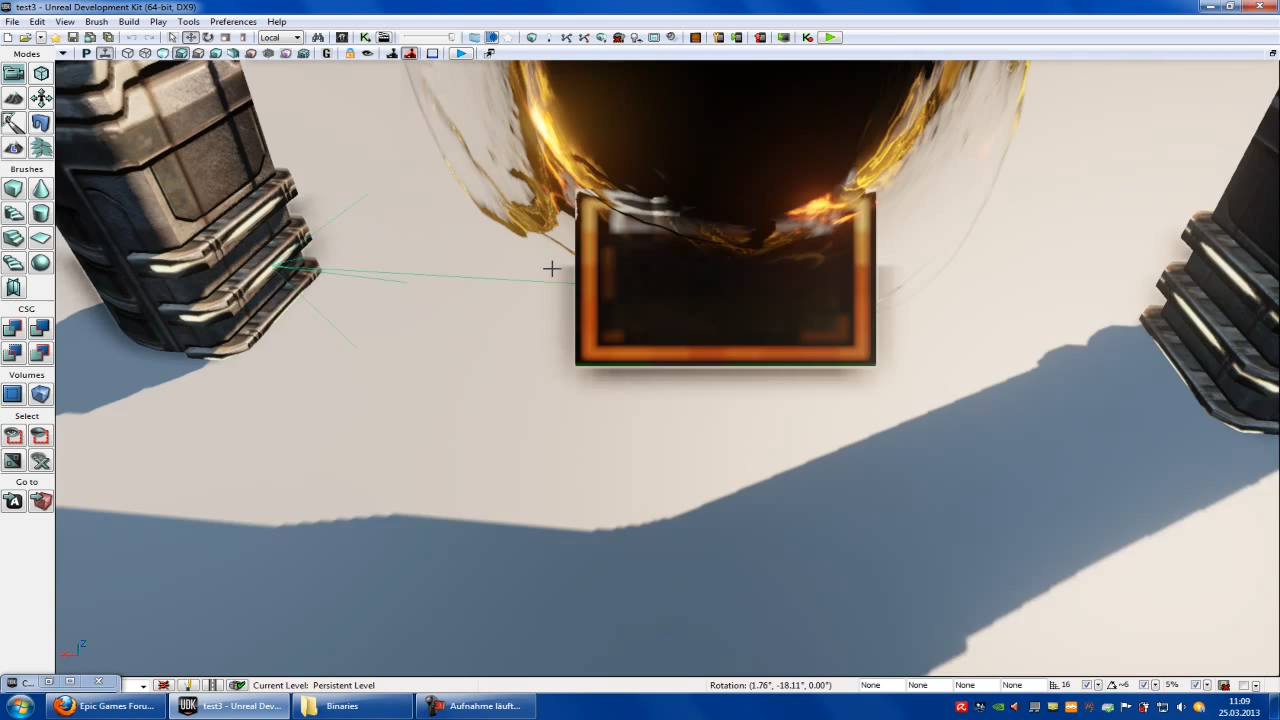 test3 - Unreal Development Kit (64-bit, DX9)
File Edit View Brush Build Play Tools Preferences Help
Local
P G
Modes
Brushes
CSG
Volumes
Select
Go to
Z
C...
Current Level: Persistent Level
Rotation: (1.76°, -18.11°, 0.00°)
None None None None 16 5%
Epic Games Foru...
UDK test3 - Unreal Dev...
Binaries
Aufnahme läuft...
11:09
25.03.2013